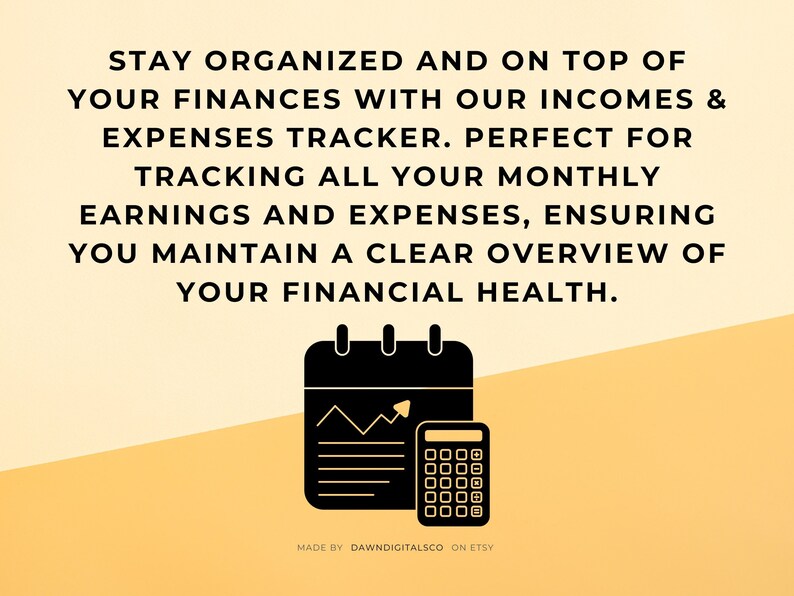 STAY ORGANIZED AND ON TOP OF
YOUR FINANCES WITH OUR INCOMES &
EXPENSES TRACKER. PERFECT FOR
TRACKING ALL YOUR MONTHLY
EARNINGS AND EXPENSES, ENSURING
YOU MAINTAIN A CLEAR OVERVIEW OF
YOUR FINANCIAL HEALTH.
MADE BY DAWNDIGITALSCO ON ETSY